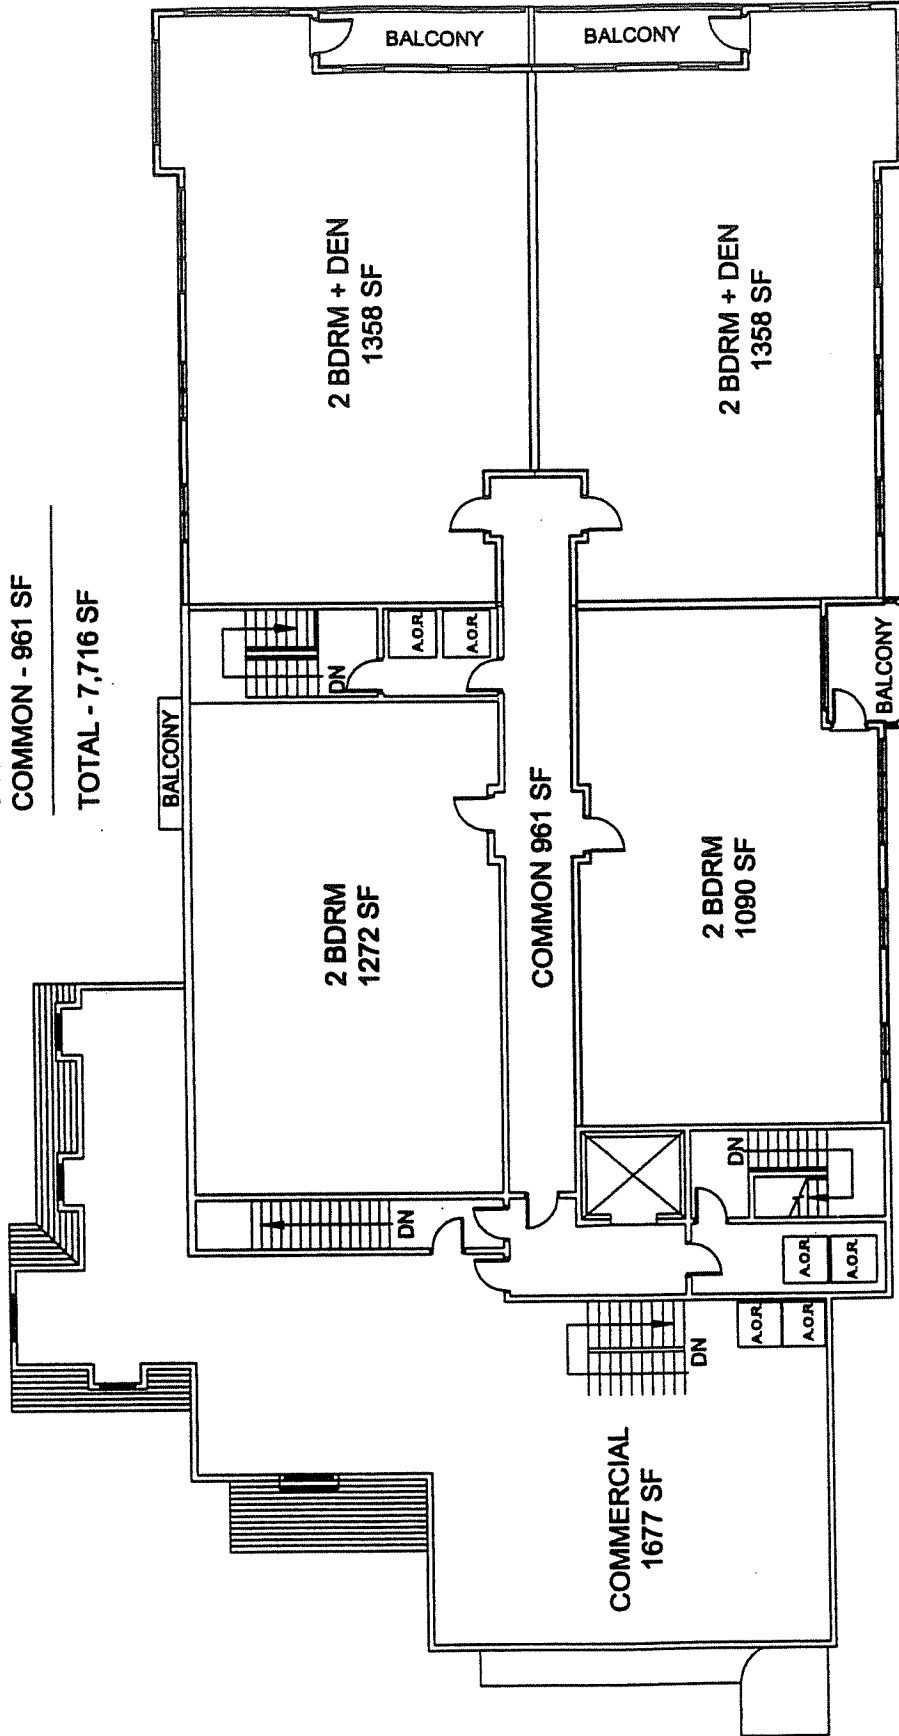 COMMON - 961 SF
TOTAL - 7,716 SF
BALCONY
BALCONY
BALCONY
2 BDRM + DEN
1358 SF
2 BDRM + DEN
1358 SF
DN
A.O.R.
A.O.R.
2 BDRM
1272 SF
COMMON 961 SF
2 BDRM
1090 SF
BALCONY
DN
DN
A.O.R.
A.O.R.
A.O.R.
A.O.R.
DN
COMMERCIAL
1677 SF